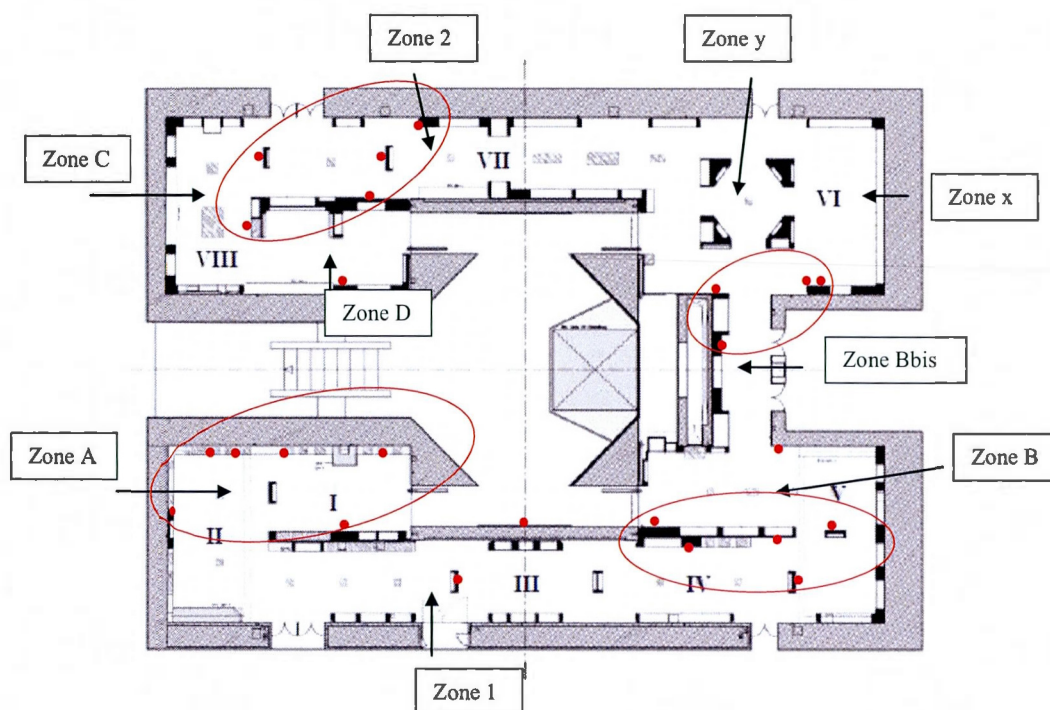 Zone 2
Zone y
Zone C
VII
VI
Zone x
VIII
Zone D
Zone Bbis
Zone A
Zone B
I
V
II
III
IV
Zone 1